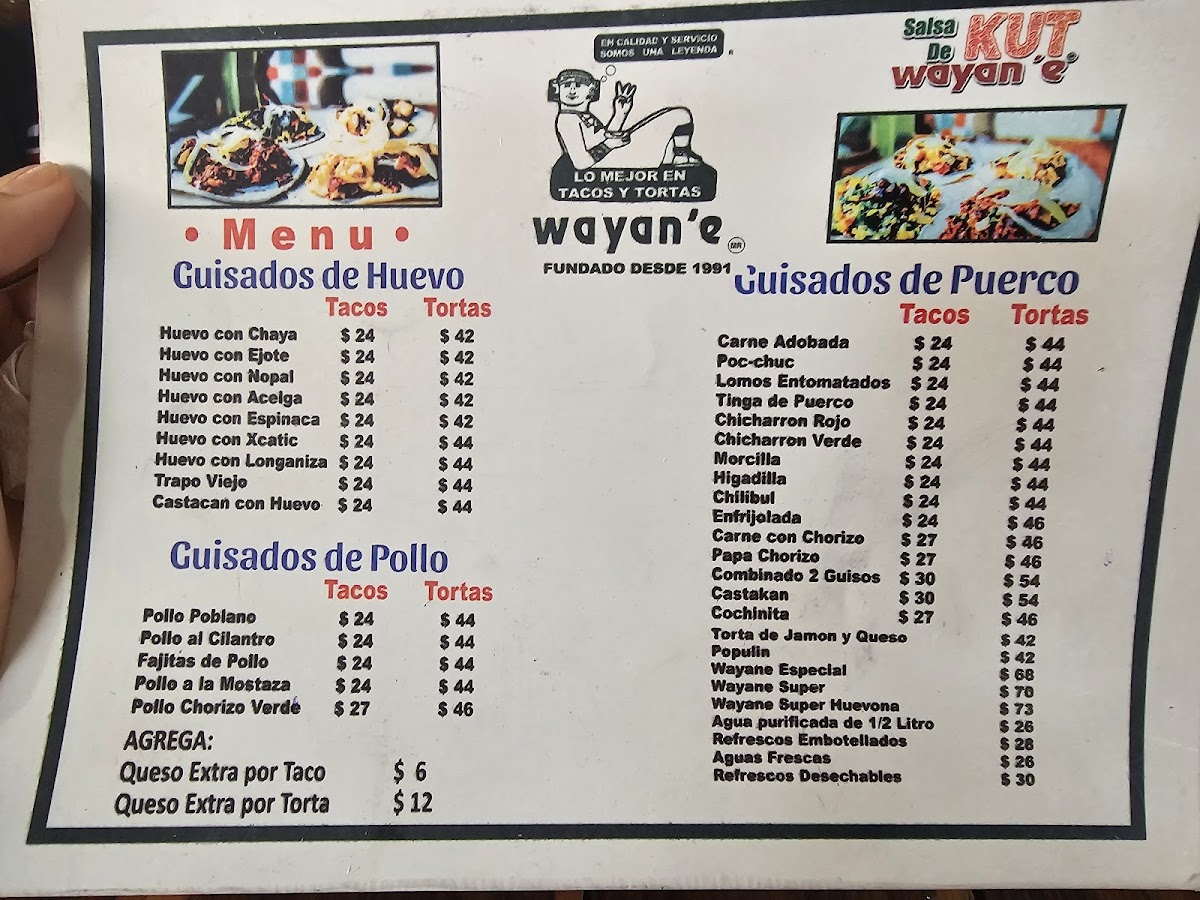 EN CALIDAD Y SERVICIO
SOMOS UNA LEYENDA
LO MEJOR EN
TACOS Y TORTAS
wayan'e MR
FUNDADO DESDE 1991
Salsa
De KUT
wayan'e®
• Menu •
Guisados de Huevo
Tacos Tortas
Huevo con Chaya $ 24 $ 42
Huevo con Ejote $ 24 $ 42
Huevo con Nopal $ 24 $ 42
Huevo con Acelga $ 24 $ 42
Huevo con Espinaca $ 24 $ 42
Huevo con Xcatic $ 24 $ 44
Huevo con Longaniza $ 24 $ 44
Trapo Viejo $ 24 $ 44
Castacan con Huevo $ 24 $ 44
Guisados de Pollo
Tacos Tortas
Pollo Poblano $ 24 $ 44
Pollo al Cilantro $ 24 $ 44
Fajitas de Pollo $ 24 $ 44
Pollo a la Mostaza $ 24 $ 44
Pollo Chorizo Verde $ 27 $ 46
AGREGA:
Queso Extra por Taco $ 6
Queso Extra por Torta $ 12
Guisados de Puerco
Tacos Tortas
Carne Adobada $ 24 $ 44
Poc-chuc $ 24 $ 44
Lomos Entomatados $ 24 $ 44
Tinga de Puerco $ 24 $ 44
Chicharron Rojo $ 24 $ 44
Chicharron Verde $ 24 $ 44
Morcilla $ 24 $ 44
Higadilla $ 24 $ 44
Chilibul $ 24 $ 44
Enfrijolada $ 24 $ 46
Carne con Chorizo $ 27 $ 46
Papa Chorizo $ 27 $ 46
Combinado 2 Guisos $ 30 $ 54
Castakan $ 30 $ 54
Cochinita $ 27 $ 46
Torta de Jamon y Queso $ 42
Populin $ 42
Wayane Especial $ 68
Wayane Super $ 70
Wayane Super Huevona $ 73
Agua purificada de 1/2 Litro $ 26
Refrescos Embotellados $ 28
Aguas Frescas $ 26
Refrescos Desechables $ 30